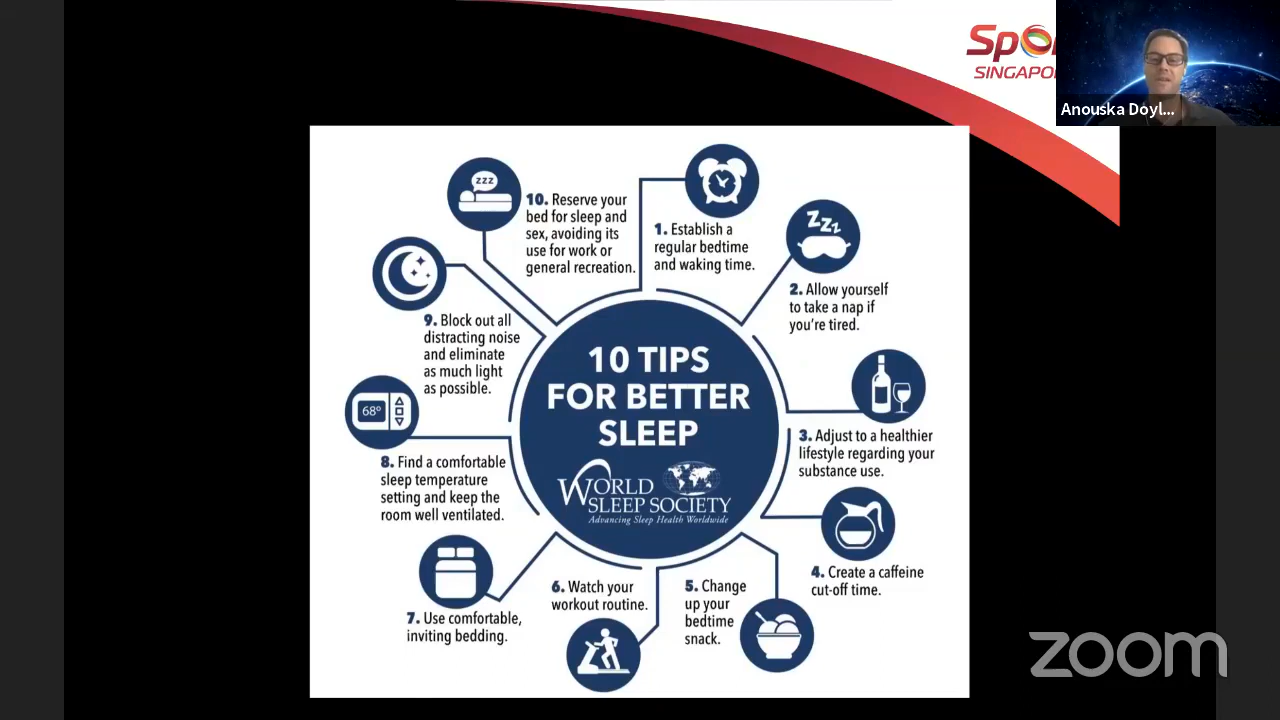 Spo
SINGAPO
Anouska Doyl...
zzz
10. Reserve your
bed for sleep and
sex, avoiding its
use for work or
general recreation.
1. Establish a
regular bedtime
and waking time.
ZZZ
2. Allow yourself
to take a nap if
you're tired.
9. Block out all
distracting noise
and eliminate
as much light
as possible.
10 TIPS
FOR BETTER
SLEEP
WORLD
SLEEP SOCIETY
Advancing Sleep Health Worldwide
3. Adjust to a healthier
lifestyle regarding your
substance use.
68°
8. Find a comfortable
sleep temperature
setting and keep the
room well ventilated.
4. Create a caffeine
cut-off time.
7. Use comfortable,
inviting bedding.
6. Watch your
workout routine.
5. Change
up your
bedtime
snack.
zoom